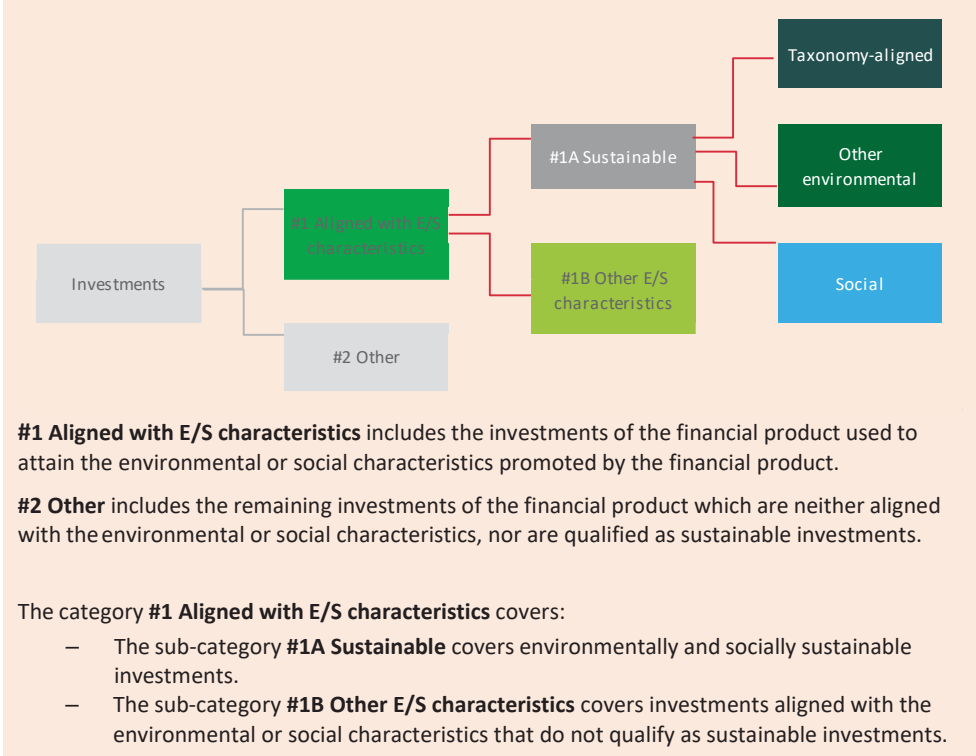 Taxonomy-aligned
#1A Sustainable
Other
environmental
#1 Aligned with E/S
characteristics
Investments
#1B Other E/S
characteristics
Social
#2 Other
#1 Aligned with E/S characteristics includes the investments of the financial product used to
attain the environmental or social characteristics promoted by the financial product.
#2 Other includes the remaining investments of the financial product which are neither aligned
with the environmental or social characteristics, nor are qualified as sustainable investments.
The category #1 Aligned with E/S characteristics covers:
– The sub-category #1A Sustainable covers environmentally and socially sustainable
investments.
– The sub-category #1B Other E/S characteristics covers investments aligned with the
environmental or social characteristics that do not qualify as sustainable investments.